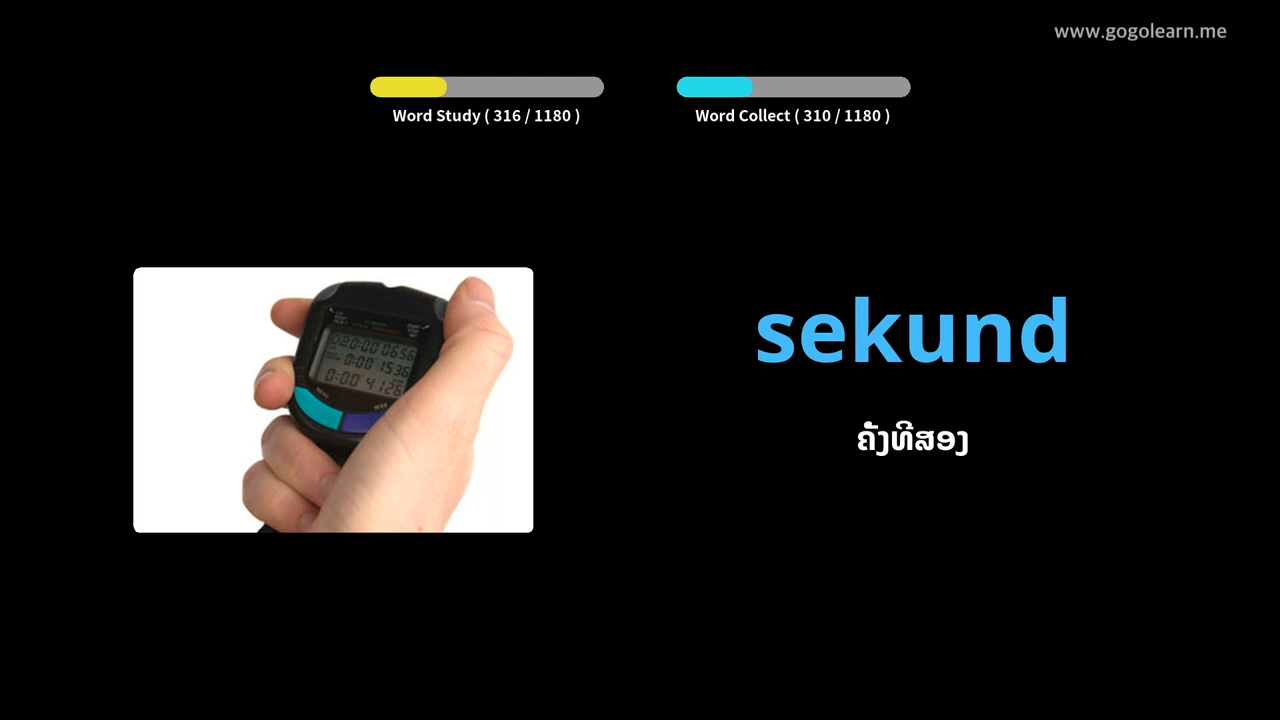 www.gogolearn.me
Word Study ( 316 / 1180 )
Word Collect ( 310 / 1180 )
sekund
ຄັ້ງທີສອງ